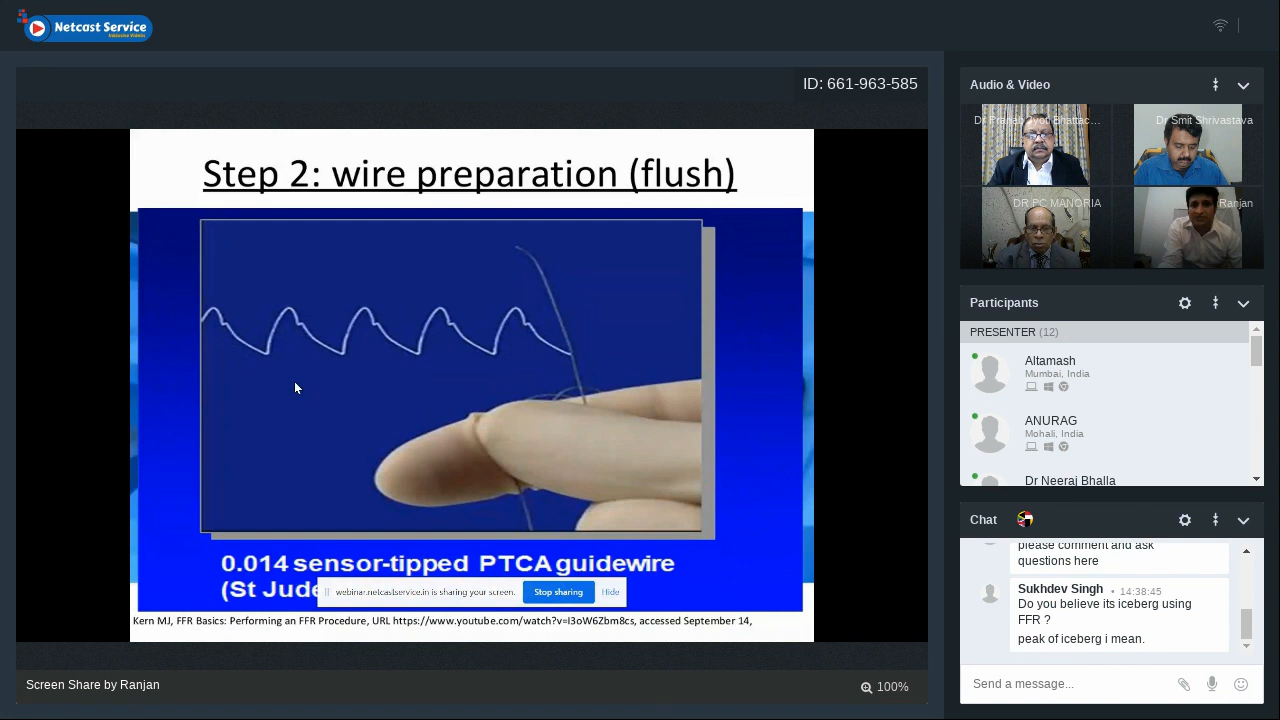 Netcast Service
ID: 661-963-585
Step 2: wire preparation (flush)
0.014 sensor-tipped PTCA guidewire
(St Jude
webinar.netcastservice.in is sharing your screen.
Stop sharing
Hide
Kern MJ, FFR Basics: Performing an FFR Procedure, URL https://www.youtube.com/watch?v=I3oW6Zbm8cs, accessed September 14,
Screen Share by Ranjan
100%
Audio & Video
Dr Smit Shrivastava
DR PC MANORIA
Ranjan
Participants
PRESENTER (12)
Altamash
Mumbai, India
ANURAG
Mohali, India
Dr Neeraj Bhalla
Chat
please comment and ask
questions here
Sukhdev Singh • 14:38:45
Do you believe its iceberg using
FFR ?
peak of iceberg i mean.
Send a message...